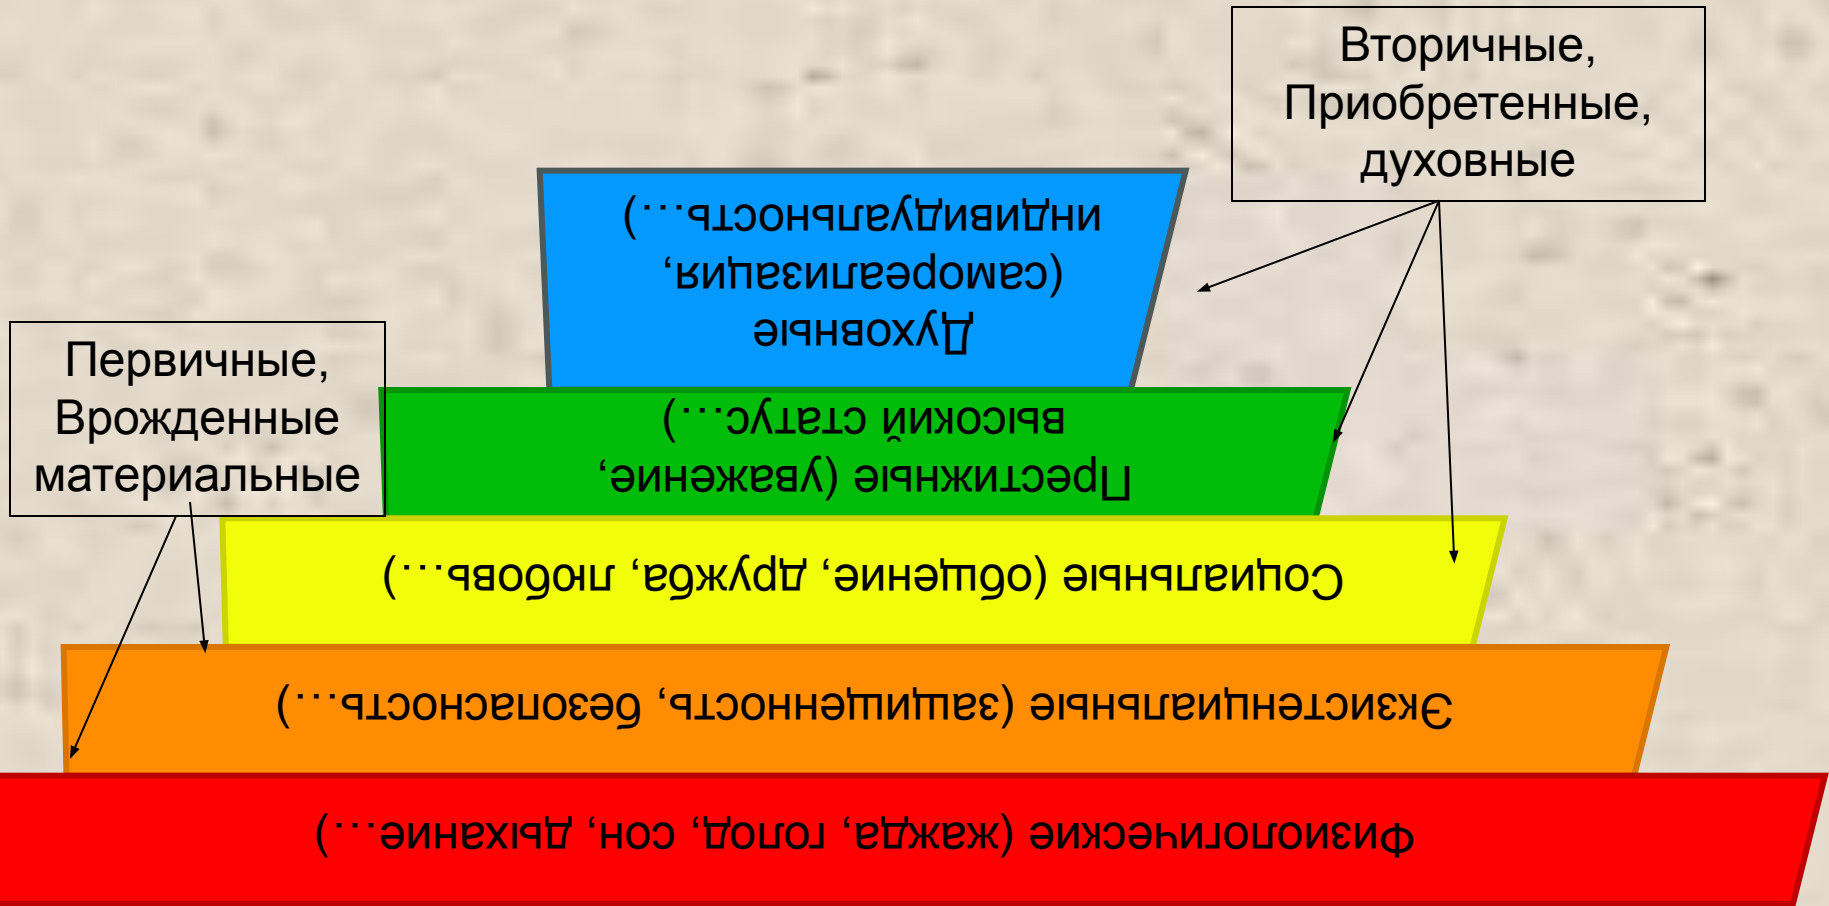 Вторичные,
Приобретенные,
духовные
Первичные,
Врожденные
материальные
Духовные
(самореализация,
индивидуальность…)
Престижные (уважение,
высокий статус…)
Социальные (общение, дружба, любовь…)
Экзистенциальные (защищенность, безопасность…)
Физиологические (жажда, голод, сон, дыхание…)